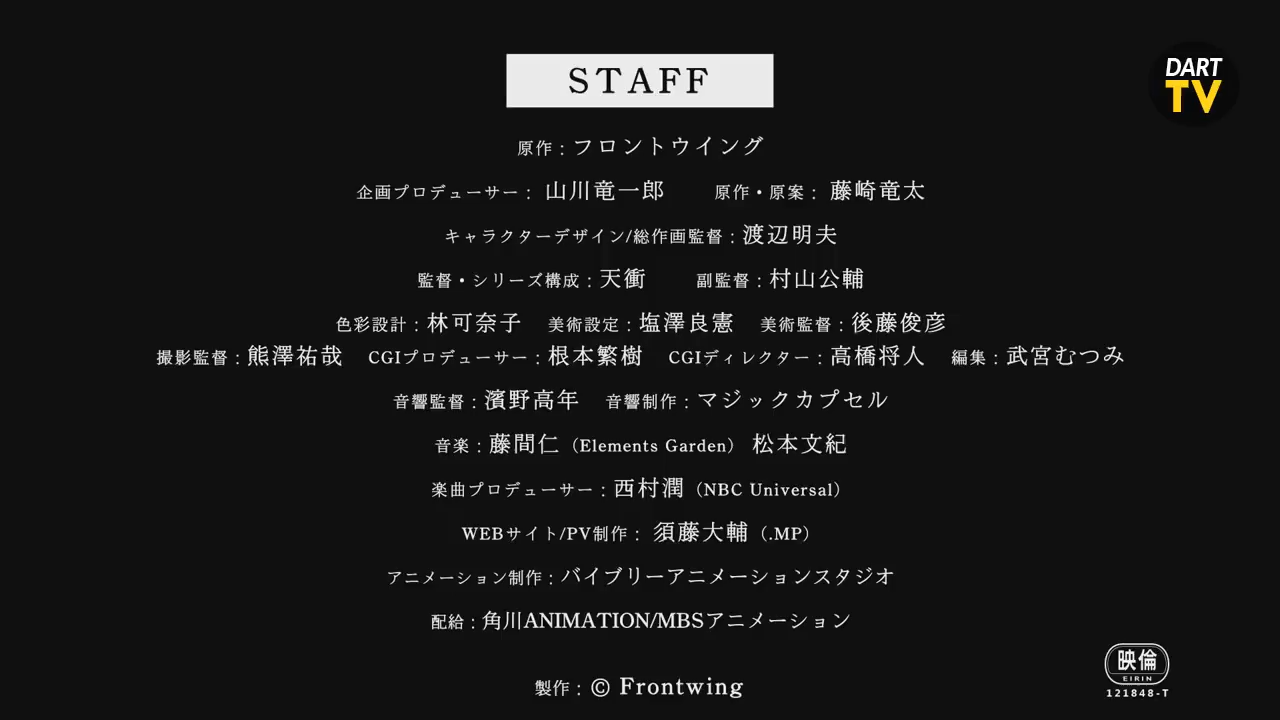 STAFF
DART
TV
原作：フロントウイング
企画プロデューサー： 山川竜一郎 原作・原案： 藤崎竜太
キャラクターデザイン/総作画監督：渡辺明夫
監督・シリーズ構成：天衝 副監督：村山公輔
色彩設計：林可奈子 美術設定：塩澤良憲 美術監督：後藤俊彦
撮影監督：熊澤祐哉 CGIプロデューサー：根本繁樹 CGIディレクター：高橋将人 編集：武宮むつみ
音響監督：濱野高年 音響制作：マジックカプセル
音楽：藤間仁（Elements Garden） 松本文紀
楽曲プロデューサー：西村潤（NBC Universal）
WEBサイト/PV制作： 須藤大輔（.MP）
アニメーション制作：バイブリーアニメーションスタジオ
配給：角川ANIMATION/MBSアニメーション
製作：© Frontwing
映倫
EIRIN
121848-T